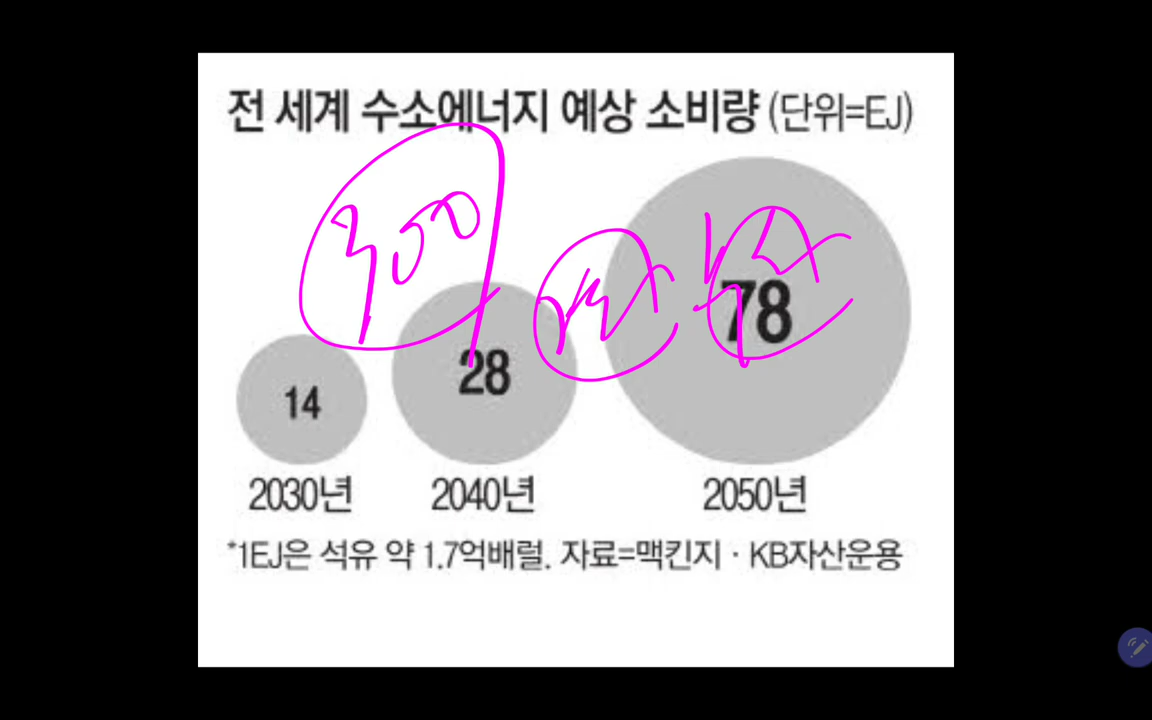 전 세계 수소에너지 예상 소비량 (단위=EJ)
14
28
78
2030년
2040년
2050년
*1EJ은 석유 약 1.7억배럴. 자료=맥킨지 · KB자산운용